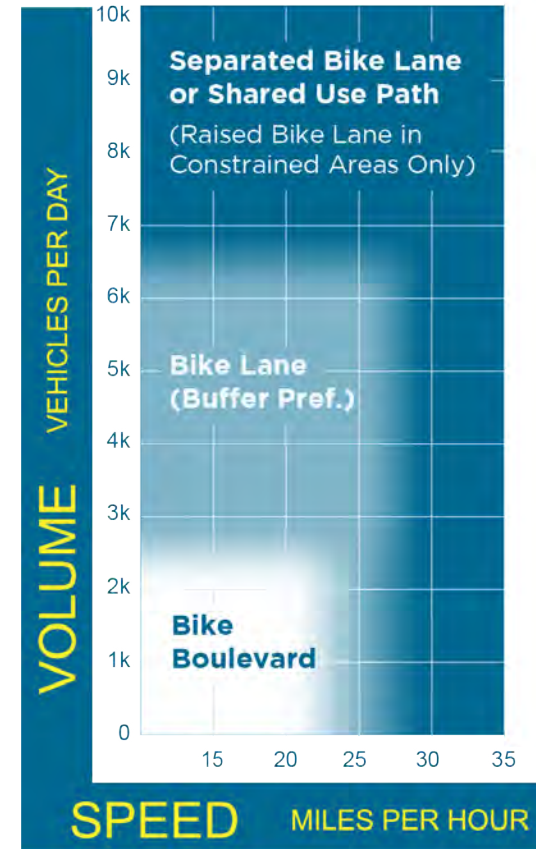 10k
9k
8k
7k
6k
5k
4k
3k
2k
1k
0
VOLUME VEHICLES PER DAY
Separated Bike Lane
or Shared Use Path
(Raised Bike Lane in
Constrained Areas Only)
Bike Lane
(Buffer Pref.)
Bike
Boulevard
15 20 25 30 35
SPEED MILES PER HOUR